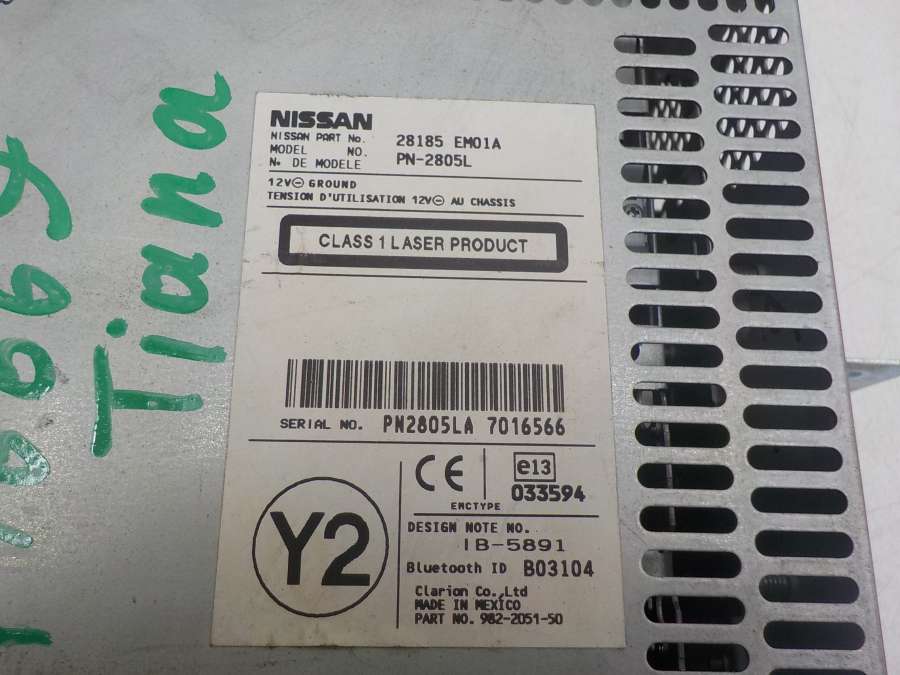 Tiana
NISSAN
NISSAN PART No. 28185 EM01A
MODEL NO. PN-2805L
No. DE MODELE
12V⊖ GROUND
TENSION D'UTILISATION 12V⊖ AU CHASSIS
CLASS 1 LASER PRODUCT
SERIAL NO. PN2805LA 7016566
Y2
CE
e13
033594
EMCTYPE
DESIGN NOTE NO.
IB-5891
Bluetooth ID B03104
Clarion Co.,Ltd
MADE IN MEXICO
PART NO. 982-2051-50